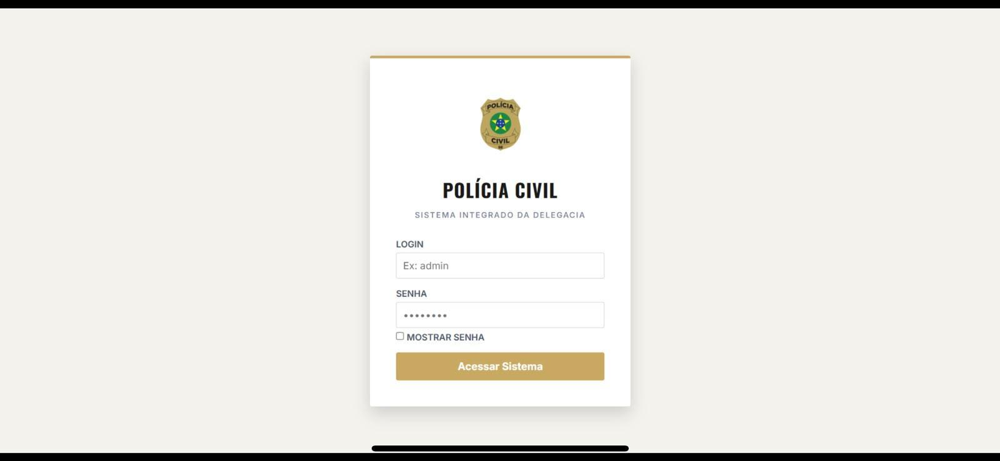 POLÍCIA
CIVIL
POLÍCIA CIVIL
SISTEMA INTEGRADO DA DELEGACIA
LOGIN
Ex: admin
SENHA
••••••••
MOSTRAR SENHA
Acessar Sistema